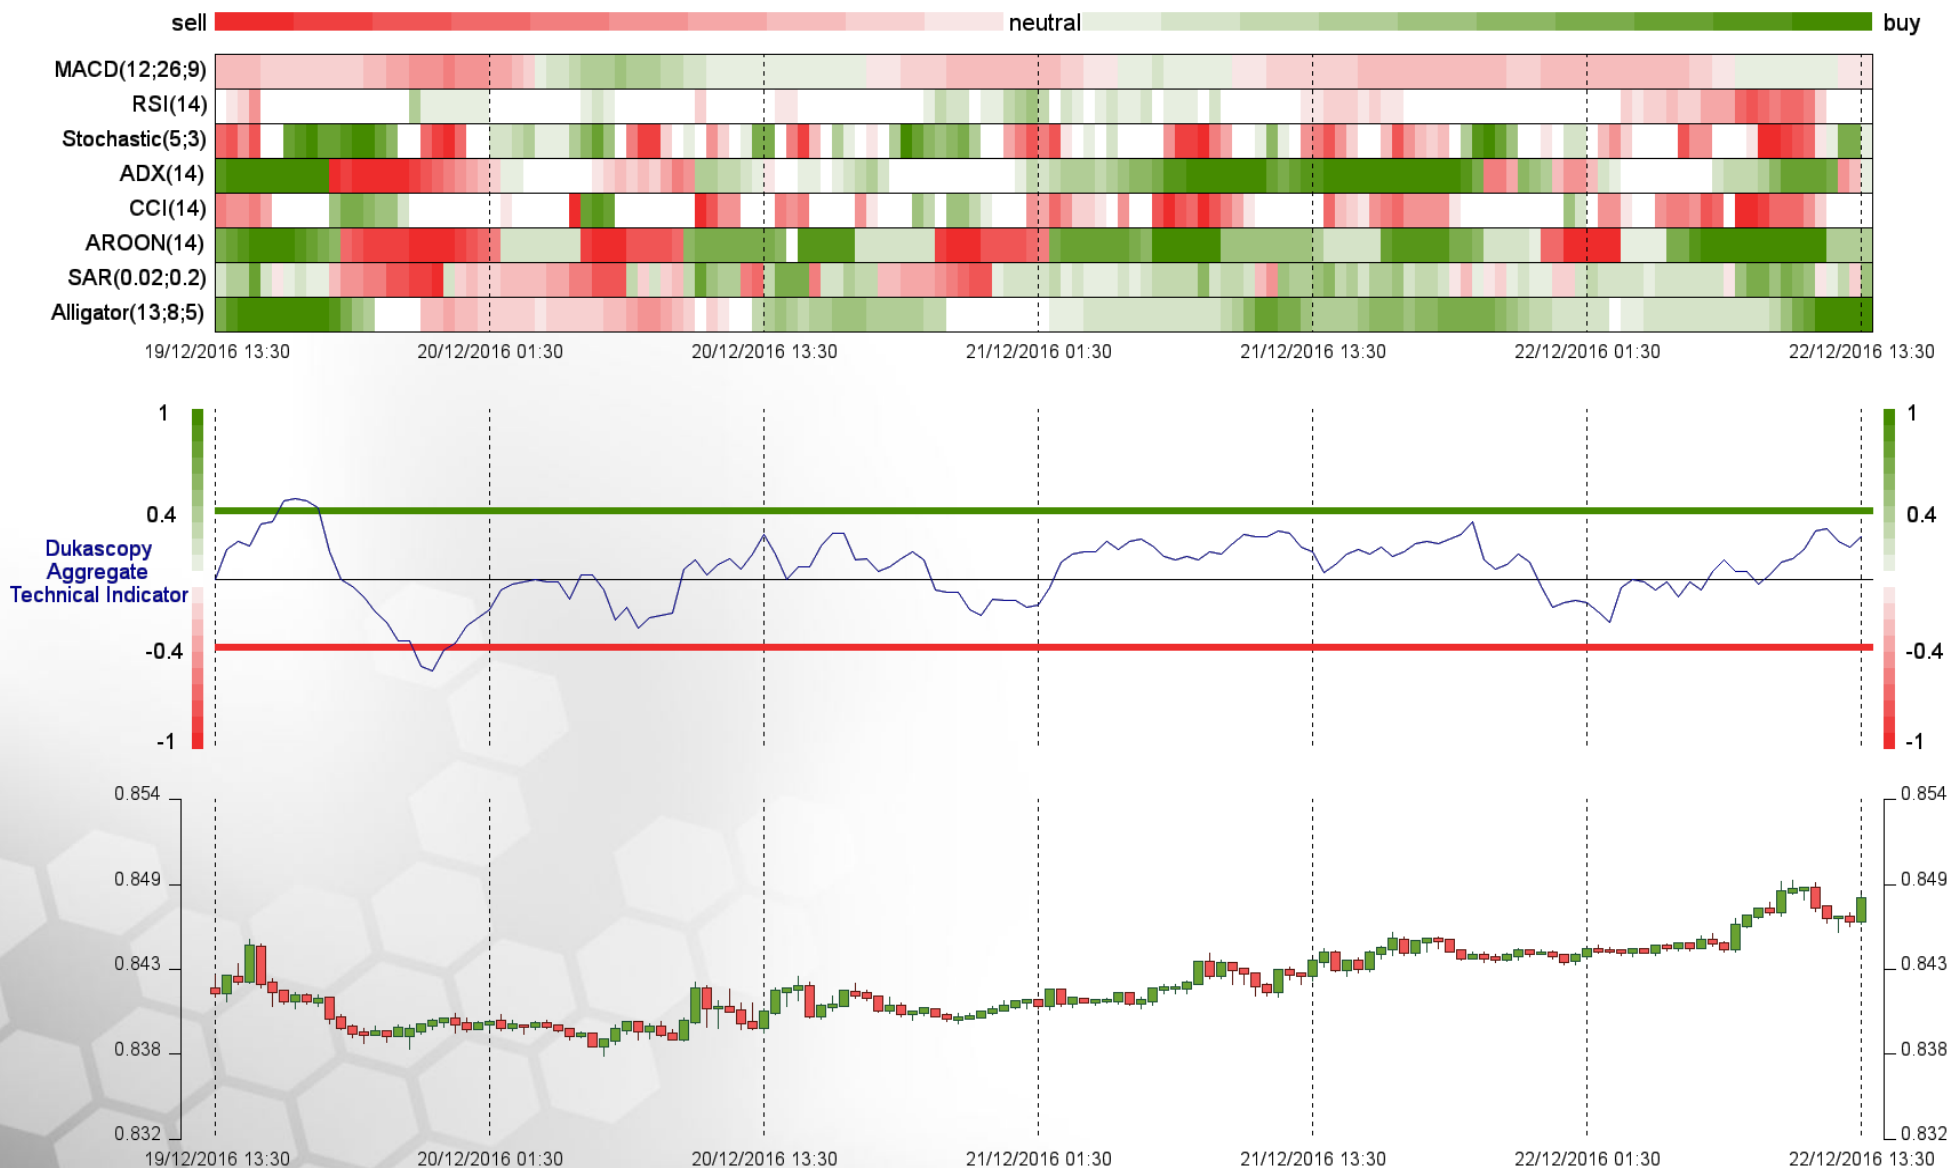 sell neutral buy
MACD(12;26;9)
RSI(14)
Stochastic(5;3)
ADX(14)
CCI(14)
AROON(14)
SAR(0.02;0.2)
Alligator(13;8;5)
19/12/2016 13:30 20/12/2016 01:30 20/12/2016 13:30 21/12/2016 01:30 21/12/2016 13:30 22/12/2016 01:30 22/12/2016 13:30
1 1
0.4 0.4
Dukascopy
Aggregate
Technical Indicator
-0.4 -0.4
-1 -1
0.854 0.854
0.849 0.849
0.843 0.843
0.838 0.838
0.832 0.832
19/12/2016 13:30 20/12/2016 01:30 20/12/2016 13:30 21/12/2016 01:30 21/12/2016 13:30 22/12/2016 01:30 22/12/2016 13:30